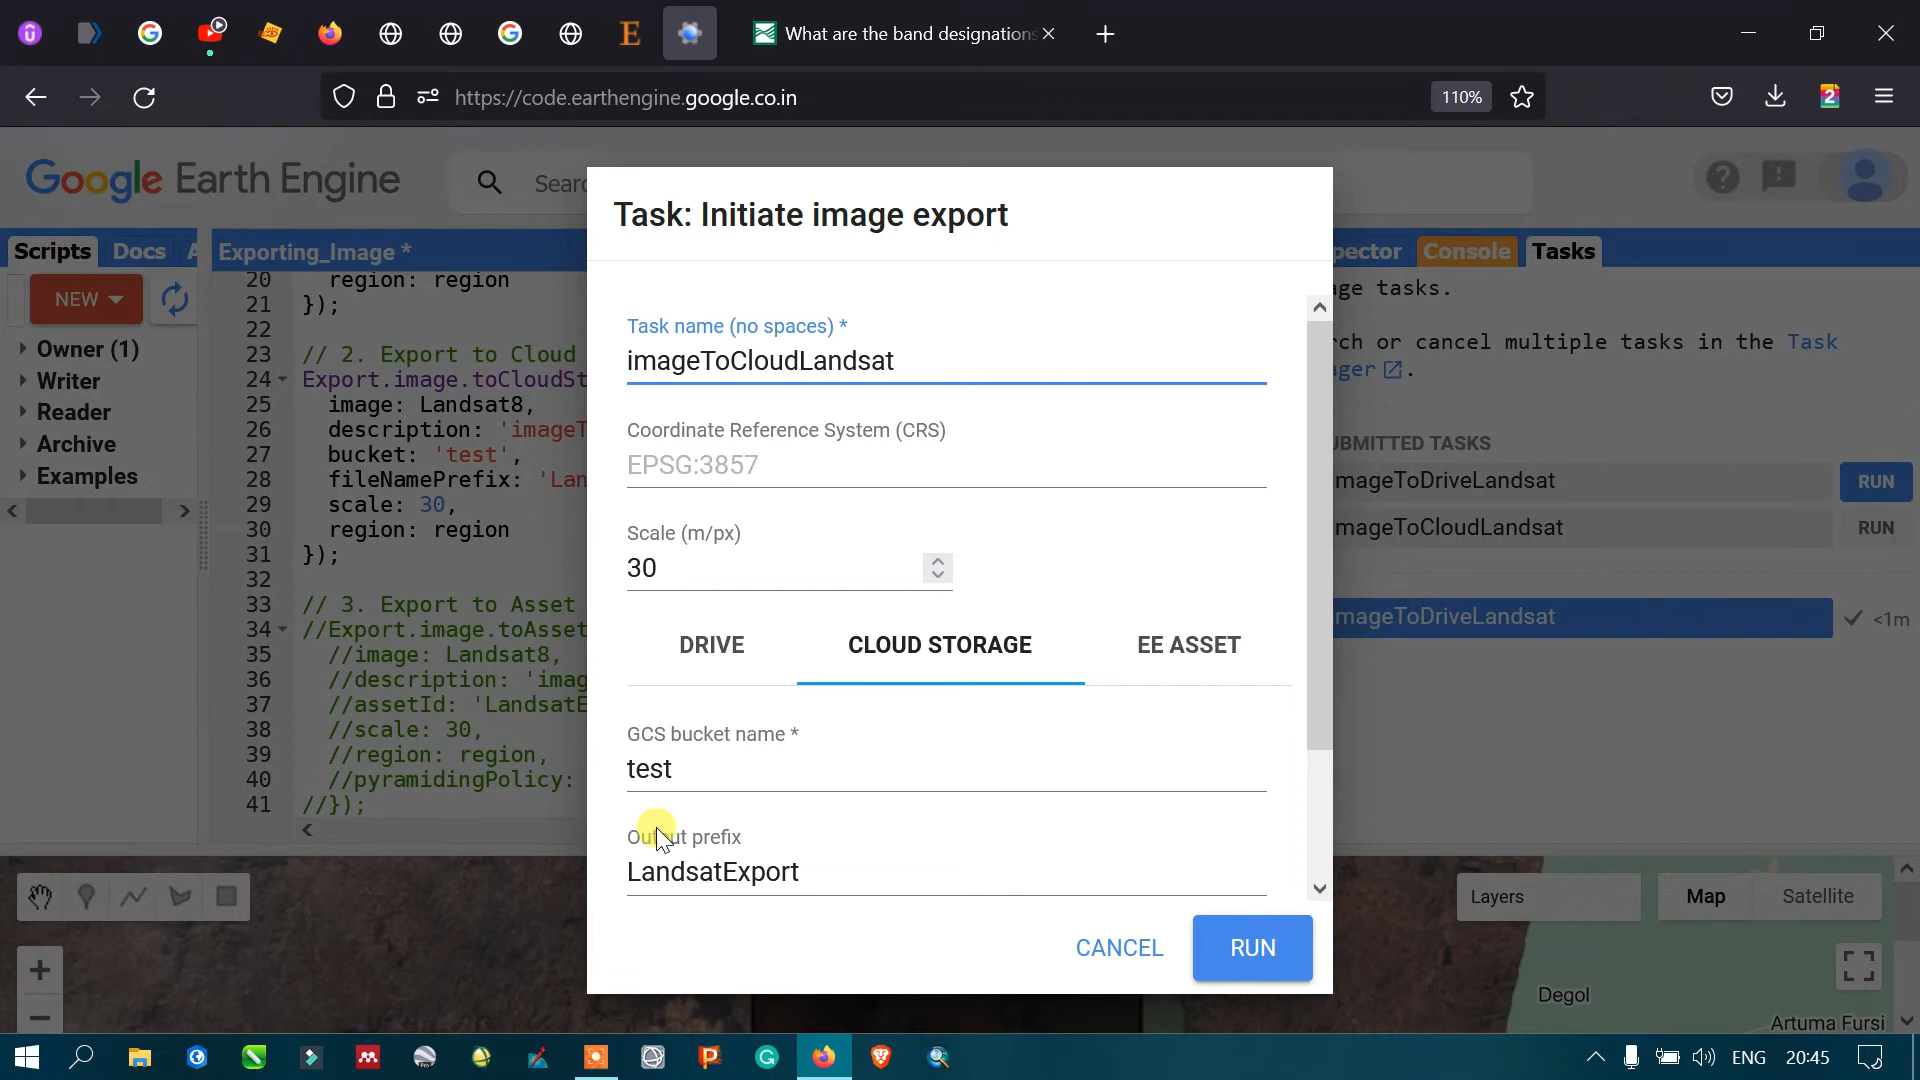 What are the band designations
https://code.earthengine.google.co.in
110%
2
Google Earth Engine
Searc
Task: Initiate image export
Scripts
Docs
A
Exporting_Image *
pector
Console
Tasks
NEW
Owner (1)
Writer
Reader
Archive
Examples
20 region: region
21 });
22
23 // 2. Export to Cloud
24 Export.image.toCloudSt
25 image: Landsat8,
26 description: 'imageT
27 bucket: 'test',
28 fileNamePrefix: 'Lan
29 scale: 30,
30 region: region
31 });
32
33 // 3. Export to Asset
34 //Export.image.toAsset
35 //image: Landsat8,
36 //description: 'imag
37 //assetId: 'LandsatE
38 //scale: 30,
39 //region: region,
40 //pyramidingPolicy:
41 //});
Task name (no spaces) *
imageToCloudLandsat
Coordinate Reference System (CRS)
EPSG:3857
Scale (m/px)
30
DRIVE
CLOUD STORAGE
EE ASSET
GCS bucket name *
test
Output prefix
LandsatExport
CANCEL
RUN
ge tasks.
ch or cancel multiple tasks in the Task
ger .
UBMITTED TASKS
mageToDriveLandsat
RUN
mageToCloudLandsat
RUN
mageToDriveLandsat
<1m
Layers
Map
Satellite
Degol
Artuma Fursi
ENG
20:45